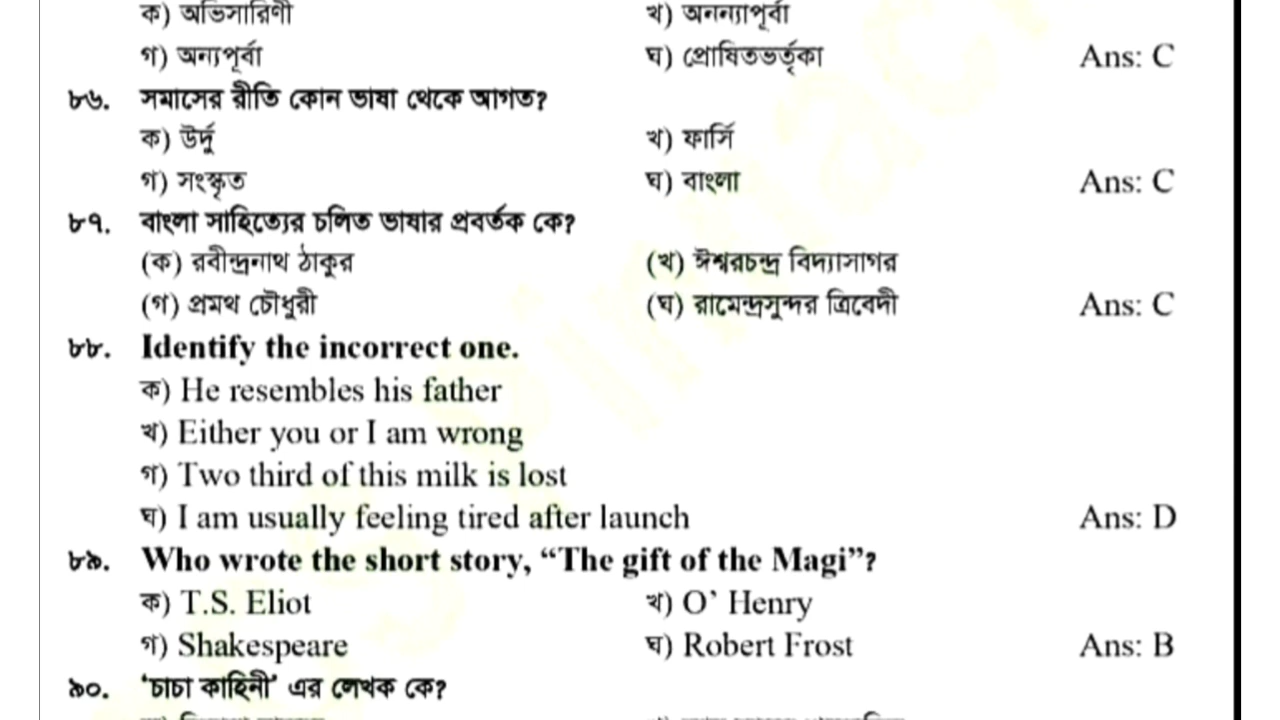 ক) অভিসারিণী খ) অনন্যাপূর্বা
গ) অন্যপূর্বা ঘ) প্রোষিতভর্তৃকা Ans: C
৮৬. সমাসের রীতি কোন ভাষা থেকে আগত?
ক) উর্দু খ) ফার্সি
গ) সংস্কৃত ঘ) বাংলা Ans: C
৮৭. বাংলা সাহিত্যের চলিত ভাষার প্রবর্তক কে?
(ক) রবীন্দ্রনাথ ঠাকুর (খ) ঈশ্বরচন্দ্র বিদ্যাসাগর
(গ) প্রমথ চৌধুরী (ঘ) রামেন্দ্রসুন্দর ত্রিবেদী Ans: C
৮৮. Identify the incorrect one.
ক) He resembles his father
খ) Either you or I am wrong
গ) Two third of this milk is lost
ঘ) I am usually feeling tired after launch Ans: D
৮৯. Who wrote the short story, “The gift of the Magi”?
ক) T.S. Eliot খ) O’ Henry
গ) Shakespeare ঘ) Robert Frost Ans: B
৯০. ‘চাচা কাহিনী’ এর লেখক কে?